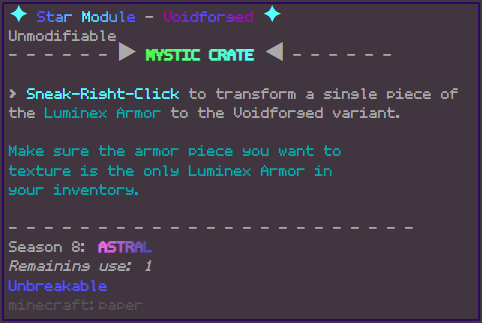 ✦ Star Module - Voidforged ✦
Unmodifiable
- - - - - - ▶ MYSTIC CRATE ◀ - - - - - -
> Sneak-Right-Click to transform a single piece of
the Luminex Armor to the Voidforged variant.
Make sure the armor piece you want to
texture is the only Luminex Armor in
your inventory.
- - - - - - - - - - - - - - - - - - - - - - - -
Season 8: ASTRAL
Remaining use: 1
Unbreakable
minecraft:paper